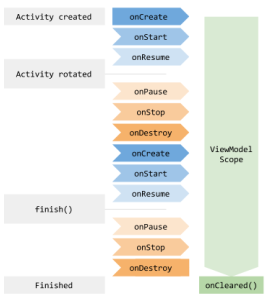 Activity created
onCreate
onStart
onResume
Activity rotated
onPause
onStop
onDestroy
onCreate
onStart
onResume
finish()
onPause
onStop
onDestroy
Finished
ViewModel
Scope
onCleared()